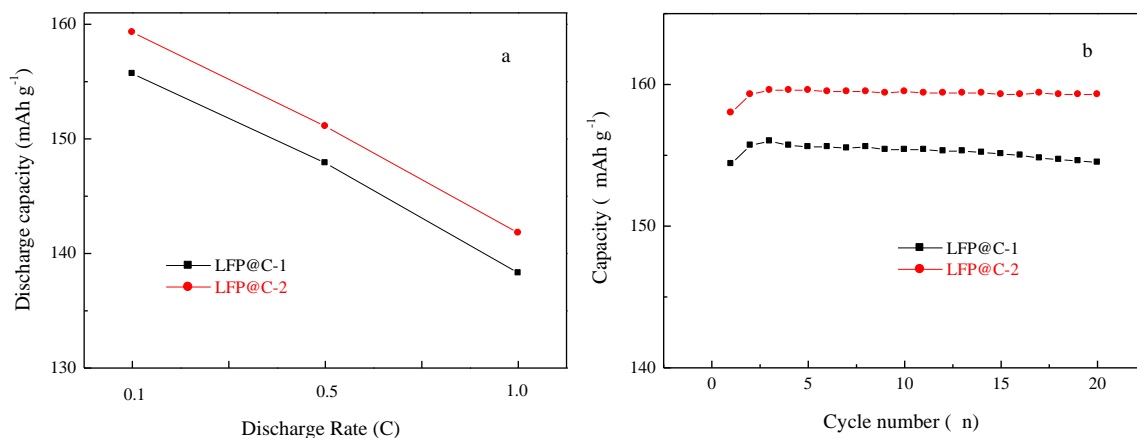 a
160
150
140
130
Discharge capacity (mAh g-1)
LFP@C-1
LFP@C-2
0.1
0.5
1.0
Discharge Rate (C)
b
160
150
140
Capacity ( mAh g-1)
LFP@C-1
LFP@C-2
0
5
10
15
20
Cycle number ( n)